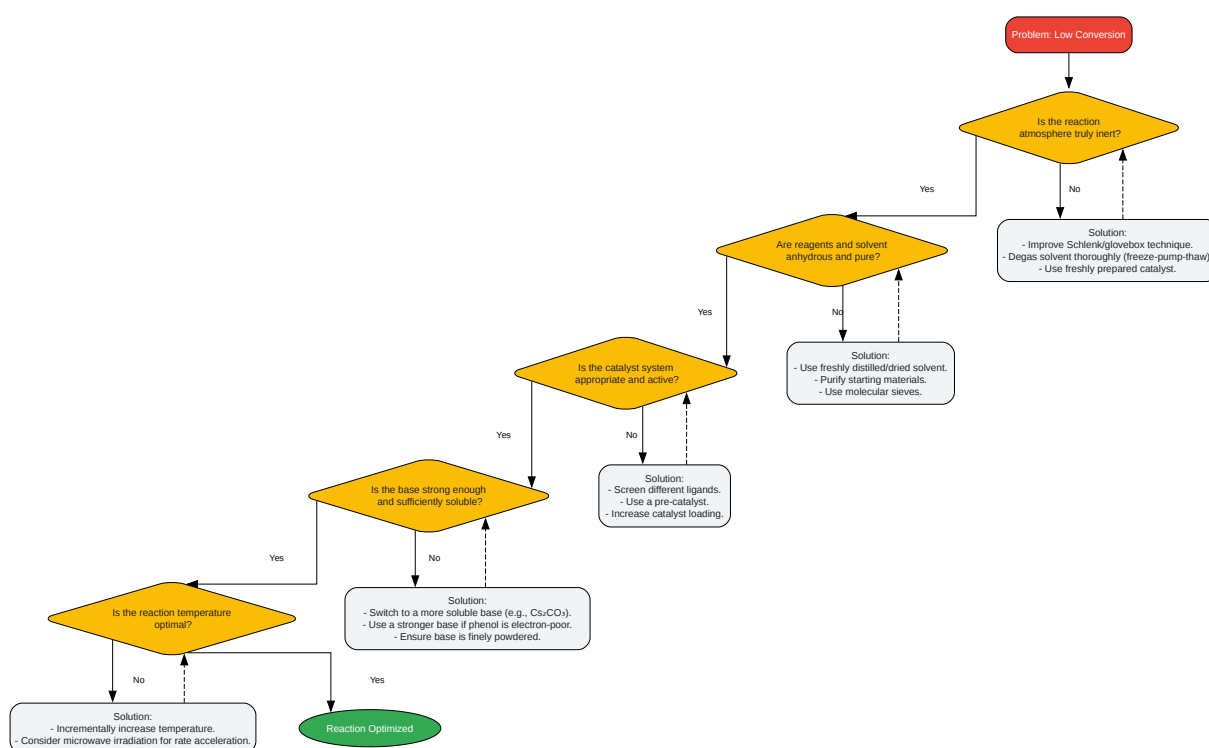 Problem: Low Conversion
Is the reaction
atmosphere truly inert?
Yes
No
Solution:
- Improve Schlenk/glovebox technique.
- Degas solvent thoroughly (freeze-pump-thaw)
- Use freshly prepared catalyst.
Are reagents and solvent
anhydrous and pure?
Yes
No
Solution:
- Use freshly distilled/dried solvent.
- Purify starting materials.
- Use molecular sieves.
Is the catalyst system
appropriate and active?
Yes
No
Solution:
- Screen different ligands.
- Use a pre-catalyst.
- Increase catalyst loading.
Is the base strong enough
and sufficiently soluble?
Yes
No
Solution:
- Switch to a more soluble base (e.g., Cs₂CO₃).
- Use a stronger base if phenol is electron-poor.
- Ensure base is finely powdered.
Is the reaction temperature
optimal?
No
Yes
Solution:
- Incrementally increase temperature.
- Consider microwave irradiation for rate acceleration.
Reaction Optimized